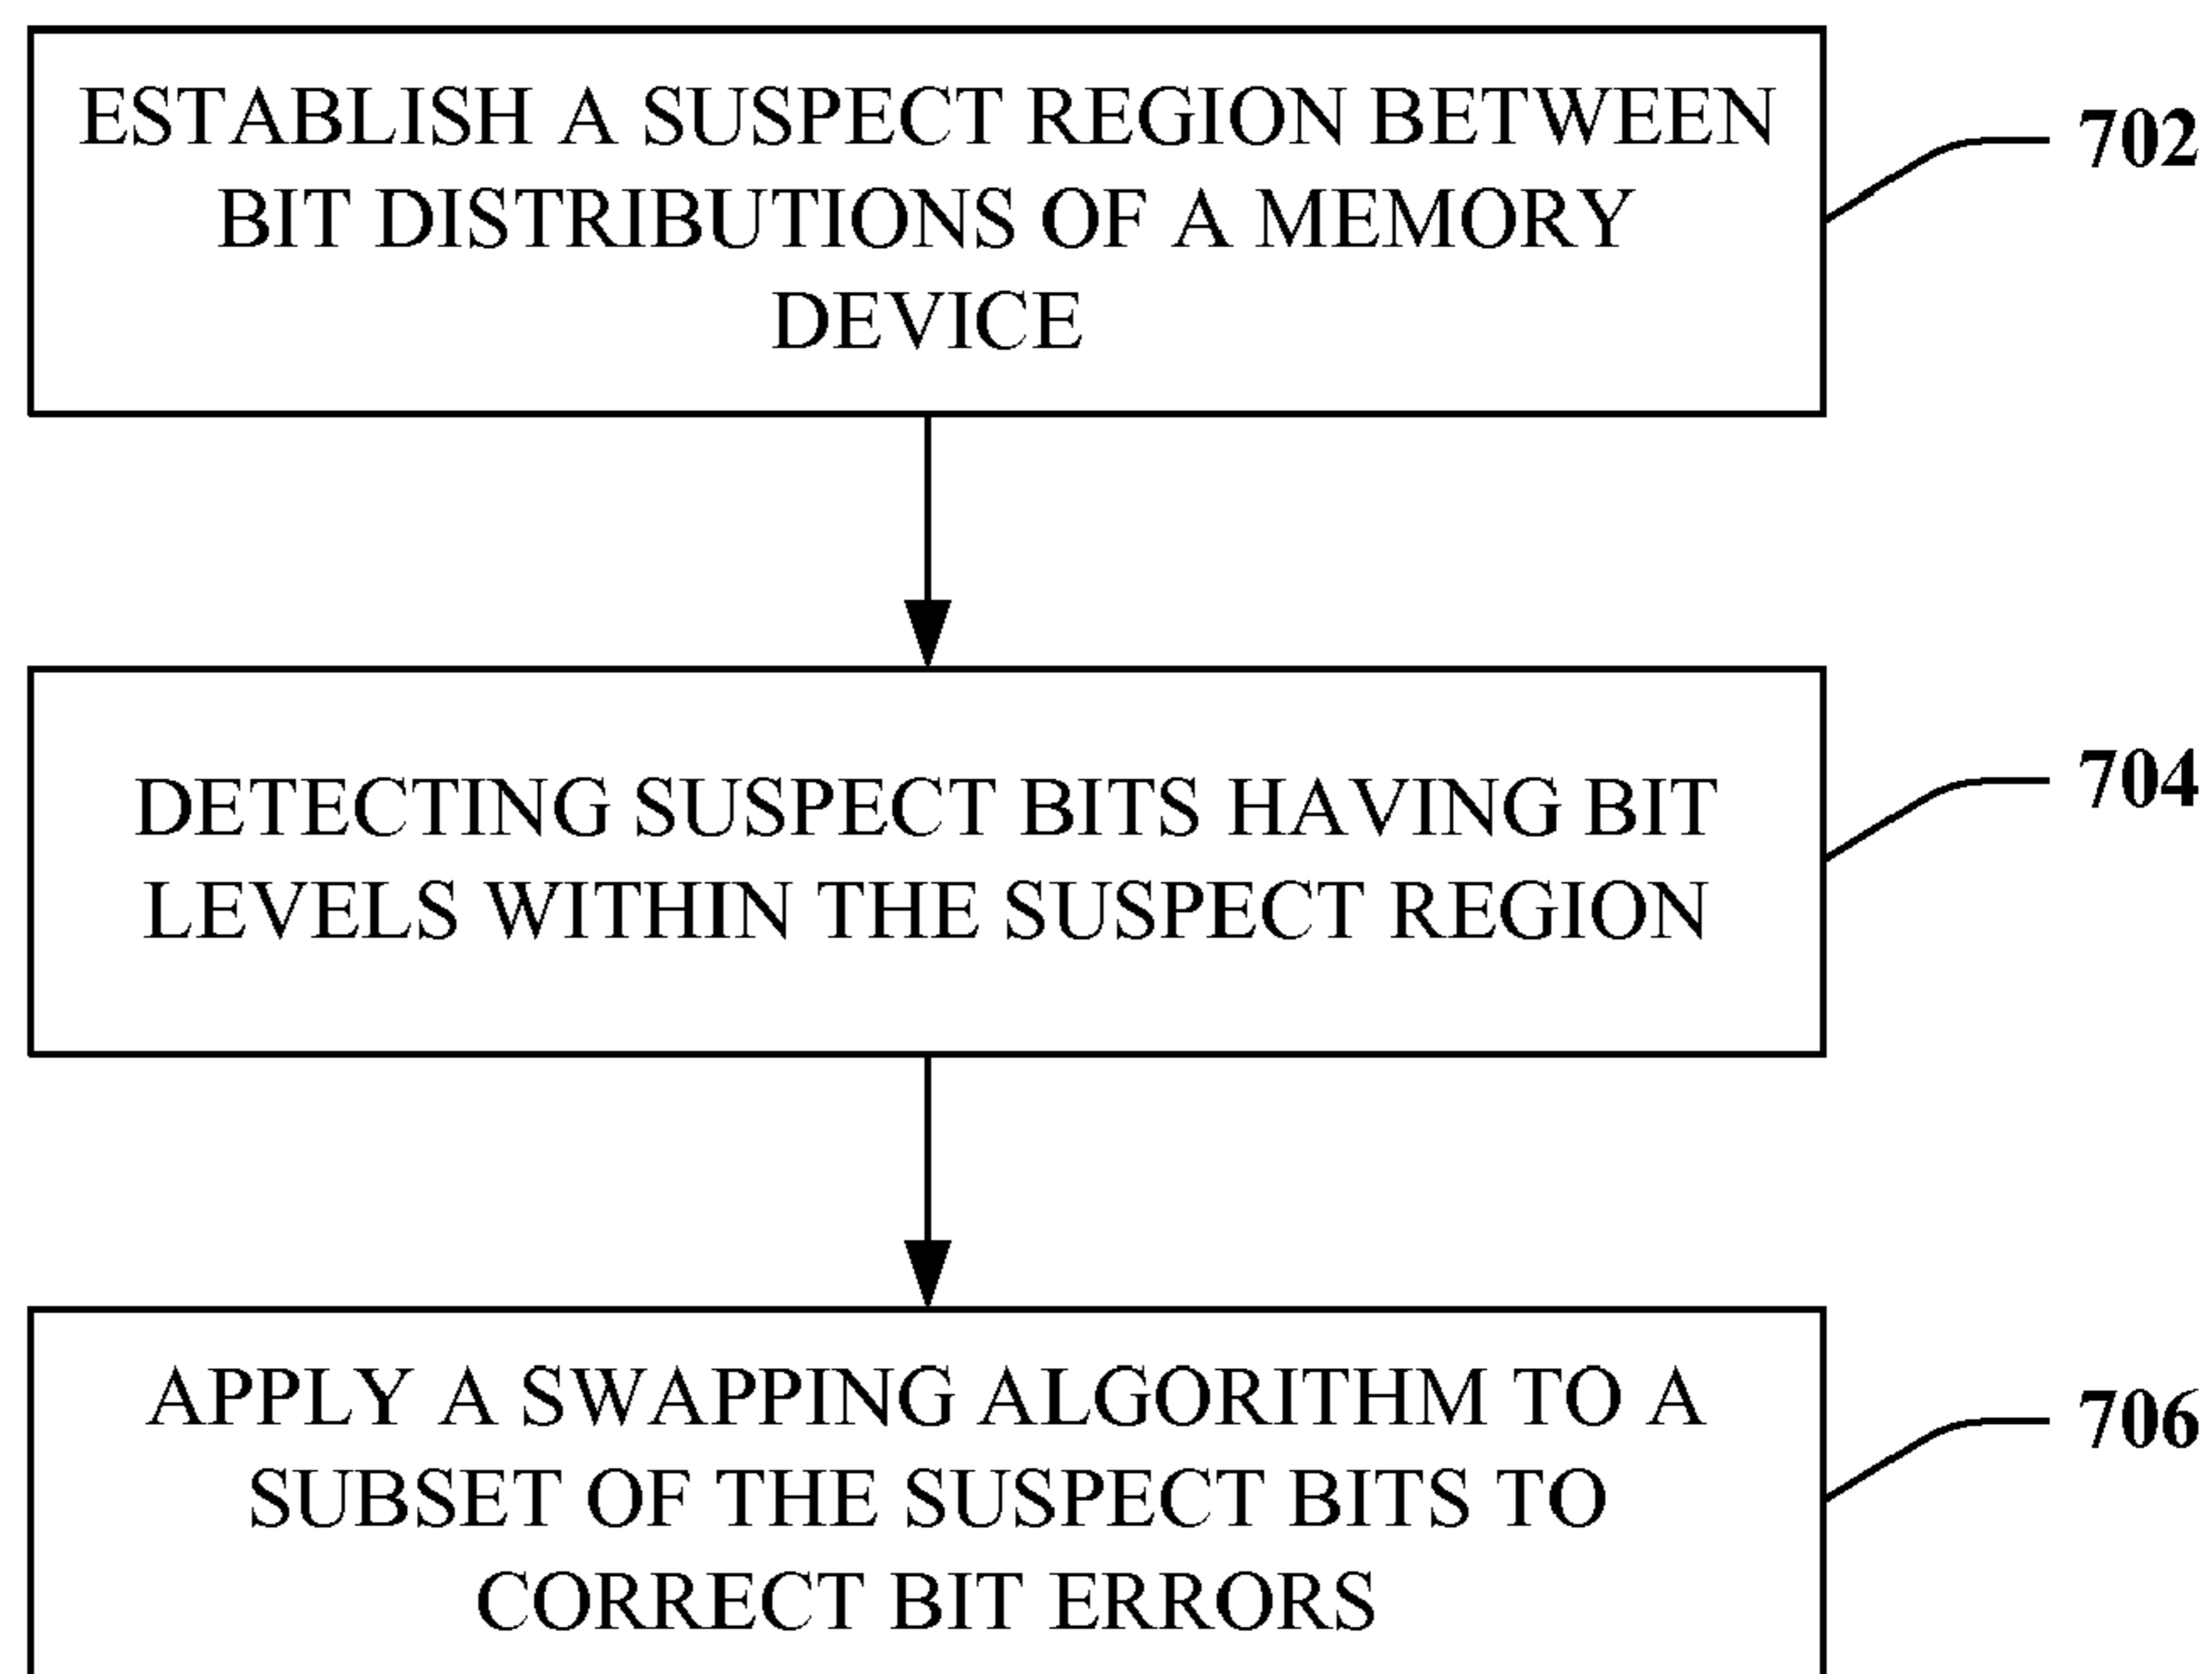 ESTABLISH A SUSPECT REGION BETWEEN
BIT DISTRIBUTIONS OF A MEMORY
DEVICE
702
DETECTING SUSPECT BITS HAVING BIT
LEVELS WITHIN THE SUSPECT REGION
704
APPLY A SWAPPING ALGORITHM TO A
SUBSET OF THE SUSPECT BITS TO
CORRECT BIT ERRORS
706